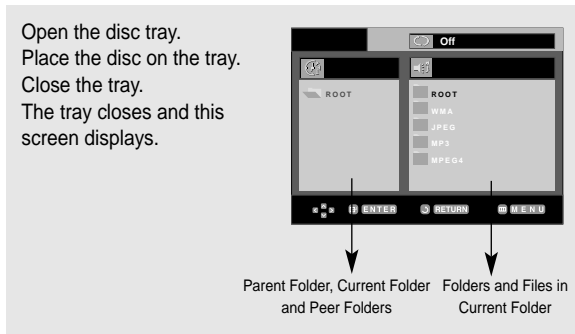 Open the disc tray.
Place the disc on the tray.
Close the tray.
The tray closes and this
screen displays.
Off
ROOT
ROOT
WMA
JPEG
MP3
MPEG4
ENTER RETURN MENU
Parent Folder, Current Folder
and Peer Folders
Folders and Files in
Current Folder